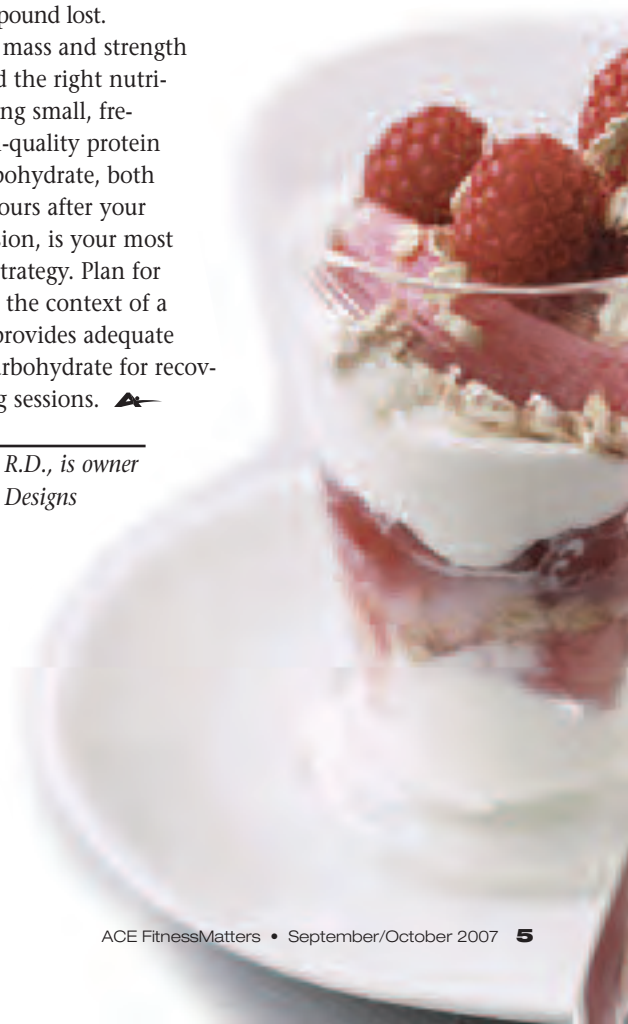 pound lost.
mass and strength
d the right nutri-
ng small, fre-
-quality protein
bohydrate, both
ours after your
sion, is your most
trategy. Plan for
the context of a
provides adequate
arbohydrate for recov-
g sessions.
R.D., is owner
Designs
ACE FitnessMatters • September/October 2007 5